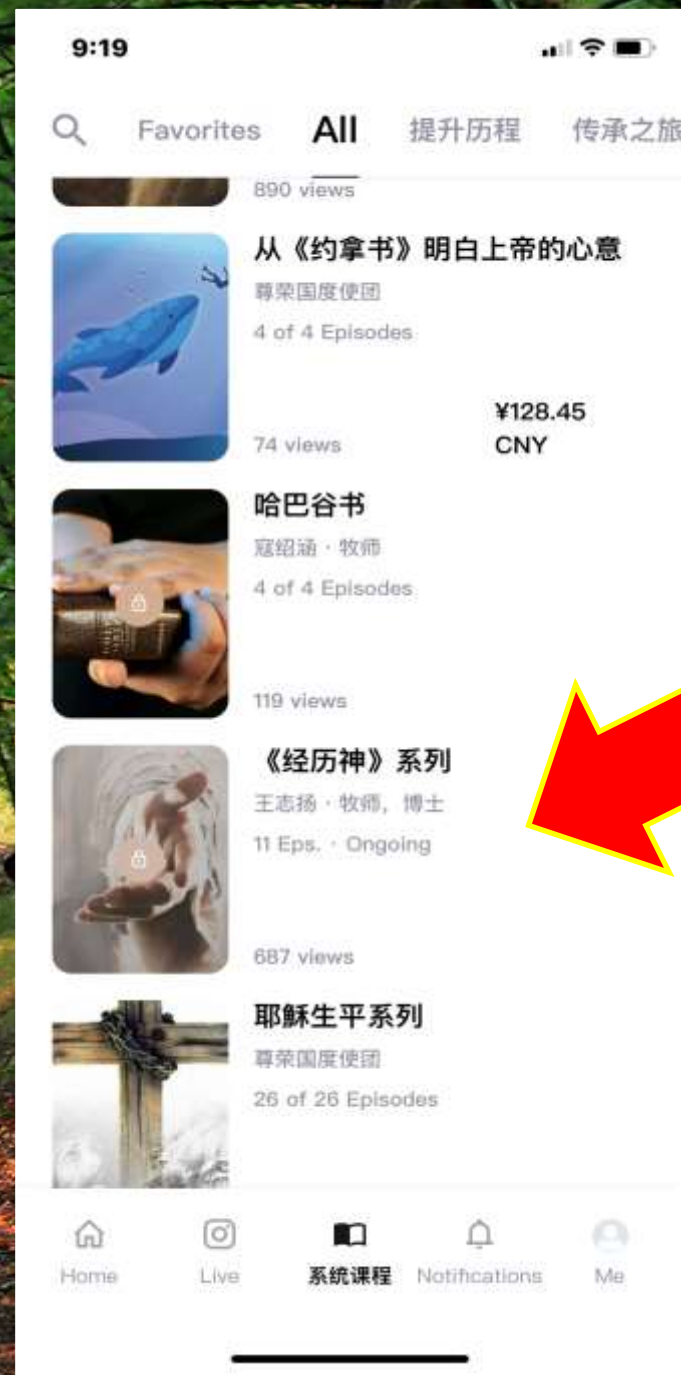 9:19
Favorites All 提升历程 传承之旅
890 views
从《约拿书》明白上帝的心意
尊荣国度使团
4 of 4 Episodes
¥128.45
74 views CNY
哈巴谷书
寇绍涵 · 牧师
4 of 4 Episodes
119 views
《经历神》系列
王志扬 · 牧师，博士
11 Eps. · Ongoing
687 views
耶稣生平系列
尊荣国度使团
26 of 26 Episodes
Home Live 系统课程 Notifications Me